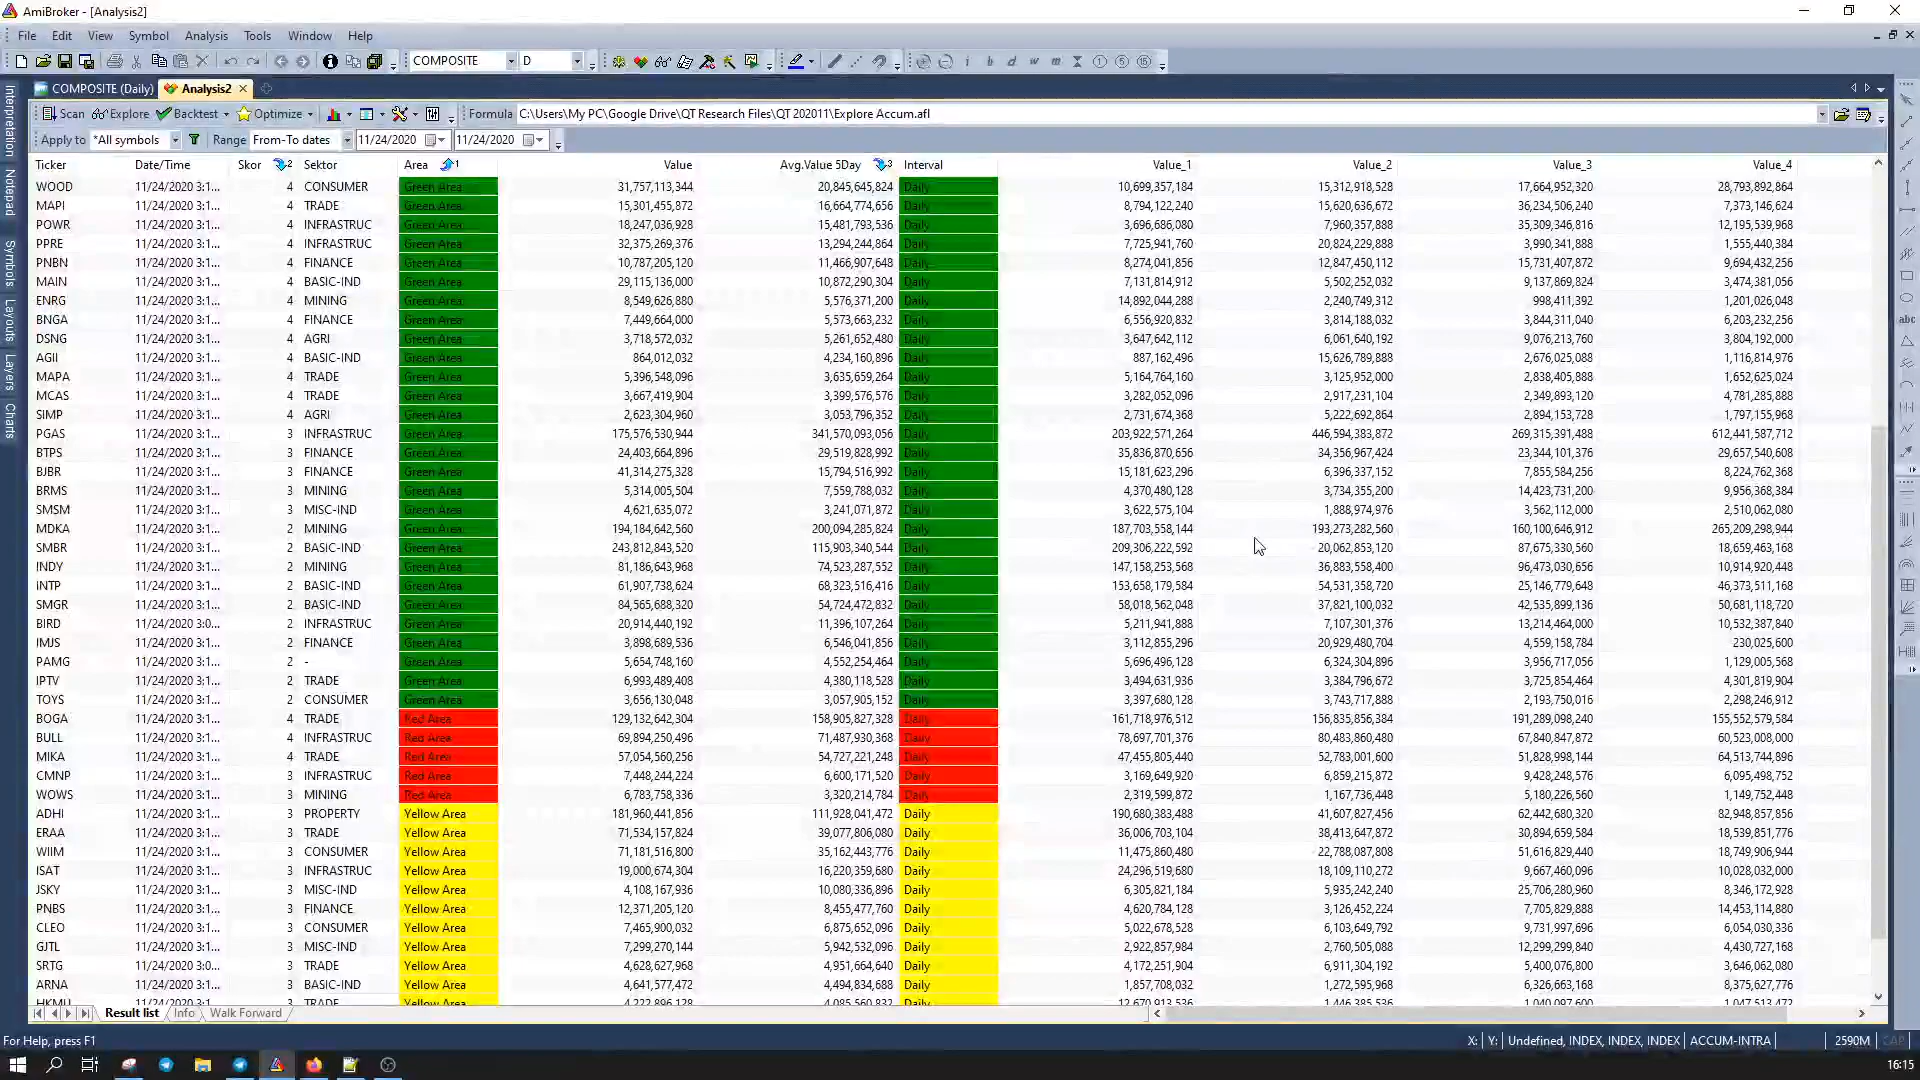 AmiBroker - [Analysis2]
File Edit View Symbol Analysis Tools Window Help
COMPOSITE D
COMPOSITE (Daily) Analysis2
Scan Explore Backtest Optimize Formula C:\Users\My PC\Google Drive\QT Research Files\QT 202011\Explore Accum.afl
Apply to *All symbols Range From-To dates 11/24/2020 11/24/2020
Interpretation
Notepad
Symbols
Layouts
Layers
Charts
Ticker Date/Time Skor 2 Sektor Area 1 Value Avg.Value 5Day 3 Interval Value_1 Value_2 Value_3 Value_4
WOOD 11/24/2020 3:1... 4 CONSUMER Green Area 31,757,113,344 20,845,645,824 Daily 10,699,357,184 15,312,918,528 17,664,952,320 28,793,892,864
MAPI 11/24/2020 3:1... 4 TRADE Green Area 15,301,455,872 16,664,774,656 Daily 8,794,122,240 15,620,636,672 36,234,506,240 7,373,146,624
POWR 11/24/2020 3:1... 4 INFRASTRUC Green Area 18,247,036,928 15,481,793,536 Daily 3,696,686,080 7,960,357,888 35,309,346,816 12,195,539,968
PPRE 11/24/2020 3:1... 4 INFRASTRUC Green Area 32,375,269,376 13,294,244,864 Daily 7,725,941,760 20,824,229,888 3,990,341,888 1,555,440,384
PNBN 11/24/2020 3:1... 4 FINANCE Green Area 10,787,205,120 11,466,907,648 Daily 8,274,041,856 12,847,450,112 15,731,407,872 9,694,432,256
MAIN 11/24/2020 3:1... 4 BASIC-IND Green Area 29,115,136,000 10,872,290,304 Daily 7,131,814,912 5,502,252,032 9,137,869,824 3,474,381,056
ENRG 11/24/2020 3:1... 4 MINING Green Area 8,549,626,880 5,576,371,200 Daily 14,892,044,288 2,240,749,312 998,411,392 1,201,026,048
BNGA 11/24/2020 3:1... 4 FINANCE Green Area 7,449,664,000 5,573,663,232 Daily 6,556,920,832 3,814,188,032 3,844,311,040 6,203,232,256
DSNG 11/24/2020 3:1... 4 AGRI Green Area 3,718,572,032 5,261,652,480 Daily 3,647,642,112 6,061,640,192 9,076,213,760 3,804,192,000
AGII 11/24/2020 3:1... 4 BASIC-IND Green Area 864,012,032 4,234,160,896 Daily 887,162,496 15,626,789,888 2,676,025,088 1,116,814,976
MAPA 11/24/2020 3:1... 4 TRADE Green Area 5,396,548,096 3,635,659,264 Daily 5,164,764,160 3,125,952,000 2,838,405,888 1,652,625,024
MCAS 11/24/2020 3:1... 4 TRADE Green Area 3,667,419,904 3,399,576,576 Daily 3,282,052,096 2,917,231,104 2,349,893,120 4,781,285,888
SIMP 11/24/2020 3:1... 4 AGRI Green Area 2,623,304,960 3,053,796,352 Daily 2,731,674,368 5,222,692,864 2,894,153,728 1,797,155,968
PGAS 11/24/2020 3:1... 3 INFRASTRUC Green Area 175,576,530,944 341,570,093,056 Daily 203,922,571,264 446,594,383,872 269,315,391,488 612,441,587,712
BTPS 11/24/2020 3:1... 3 FINANCE Green Area 24,403,664,896 29,519,828,992 Daily 35,836,870,656 34,356,967,424 23,344,101,376 29,657,540,608
BJBR 11/24/2020 3:1... 3 FINANCE Green Area 41,314,275,328 15,794,516,992 Daily 15,181,623,296 6,396,337,152 7,855,584,256 8,224,762,368
BRMS 11/24/2020 3:1... 3 MINING Green Area 5,314,005,504 7,559,788,032 Daily 4,370,480,128 3,734,355,200 14,423,731,200 9,956,368,384
SMSM 11/24/2020 3:1... 3 MISC-IND Green Area 4,621,635,072 3,241,071,872 Daily 3,622,575,104 1,888,974,976 3,562,112,000 2,510,062,080
MDKA 11/24/2020 3:1... 2 MINING Green Area 194,184,642,560 200,094,285,824 Daily 187,703,558,144 193,273,282,560 160,100,646,912 265,209,298,944
SMBR 11/24/2020 3:1... 2 BASIC-IND Green Area 243,812,843,520 115,903,340,544 Daily 209,306,222,592 20,062,853,120 87,675,330,560 18,659,463,168
INDY 11/24/2020 3:1... 2 MINING Green Area 81,186,643,968 74,523,287,552 Daily 147,158,253,568 36,883,558,400 96,473,030,656 10,914,920,448
INTP 11/24/2020 3:1... 2 BASIC-IND Green Area 61,907,738,624 68,323,516,416 Daily 153,658,179,584 54,531,358,720 25,146,779,648 46,373,511,168
SMGR 11/24/2020 3:1... 2 BASIC-IND Green Area 84,565,688,320 54,724,472,832 Daily 58,018,562,048 37,821,100,032 42,535,899,136 50,681,118,720
BIRD 11/24/2020 3:0... 2 INFRASTRUC Green Area 20,914,440,192 11,396,107,264 Daily 5,211,941,888 7,107,301,376 13,214,464,000 10,532,387,840
IMJS 11/24/2020 3:1... 2 FINANCE Green Area 3,898,689,536 6,546,041,856 Daily 3,112,855,296 20,929,480,704 4,559,158,784 230,025,600
PAMG 11/24/2020 3:1... 2 - Green Area 5,654,748,160 4,552,254,464 Daily 5,696,496,128 6,324,304,896 3,956,717,056 1,129,005,568
IPTV 11/24/2020 3:1... 2 TRADE Green Area 6,993,489,408 4,380,118,528 Daily 3,494,631,936 3,384,796,672 3,725,854,464 4,301,819,904
TOYS 11/24/2020 3:1... 2 CONSUMER Green Area 3,656,130,048 3,057,905,152 Daily 3,397,680,128 3,743,717,888 2,193,750,016 2,298,246,912
BOGA 11/24/2020 3:1... 4 TRADE Red Area 129,132,642,304 158,905,827,328 Daily 161,718,976,512 156,835,856,384 191,289,098,240 155,552,579,584
BULL 11/24/2020 3:1... 4 INFRASTRUC Red Area 69,894,250,496 71,487,930,368 Daily 78,697,701,376 80,483,860,480 67,840,847,872 60,523,008,000
MIKA 11/24/2020 3:1... 4 TRADE Red Area 57,054,560,256 54,727,221,248 Daily 47,455,805,440 52,783,001,600 51,828,998,144 64,513,744,896
CMNP 11/24/2020 3:1... 3 INFRASTRUC Red Area 7,448,244,224 6,600,171,520 Daily 3,169,649,920 6,859,215,872 9,428,248,576 6,095,498,752
WOWS 11/24/2020 3:1... 3 MINING Red Area 6,783,758,336 3,320,214,784 Daily 2,319,599,872 1,167,736,448 5,180,226,560 1,149,752,448
ADHI 11/24/2020 3:1... 3 PROPERTY Yellow Area 181,960,441,856 111,928,041,472 Daily 190,680,383,488 41,607,827,456 62,442,680,320 82,948,857,856
ERAA 11/24/2020 3:1... 3 TRADE Yellow Area 71,534,157,824 39,077,806,080 Daily 36,006,703,104 38,413,647,872 30,894,659,584 18,539,851,776
WIIM 11/24/2020 3:1... 3 CONSUMER Yellow Area 71,181,516,800 35,162,443,776 Daily 11,475,860,480 22,788,087,808 51,616,829,440 18,749,906,944
ISAT 11/24/2020 3:1... 3 INFRASTRUC Yellow Area 19,000,674,304 16,220,359,680 Daily 24,296,519,680 18,109,110,272 9,667,460,096 10,028,032,000
JSKY 11/24/2020 3:1... 3 MISC-IND Yellow Area 4,108,167,936 10,080,336,896 Daily 6,305,821,184 5,935,242,240 25,706,280,960 8,346,172,928
PNBS 11/24/2020 3:1... 3 FINANCE Yellow Area 12,371,205,120 8,455,477,760 Daily 4,620,784,128 3,126,452,224 7,705,829,888 14,453,114,880
CLEO 11/24/2020 3:1... 3 CONSUMER Yellow Area 7,465,900,032 6,875,652,096 Daily 5,022,678,528 6,103,649,792 9,731,997,696 6,054,030,336
GJTL 11/24/2020 3:1... 3 MISC-IND Yellow Area 7,299,270,144 5,942,532,096 Daily 2,922,857,984 2,760,505,088 12,299,299,840 4,430,727,168
SRTG 11/24/2020 3:0... 3 TRADE Yellow Area 4,628,627,968 4,951,664,640 Daily 4,172,251,904 6,911,304,192 5,400,076,800 3,646,062,080
ARNA 11/24/2020 3:1... 3 BASIC-IND Yellow Area 4,641,577,472 4,494,834,688 Daily 1,857,708,032 1,272,595,968 6,326,663,168 8,375,627,776
HKMU 11/24/2020 3:1... 3 TRADE Yellow Area 4,222,896,128 4,085,560,832 Daily 12,670,913,536 1,446,385,536 1,040,097,600 1,047,513,472
Result list Info Walk Forward
For Help, press F1 X: Y: Undefined, INDEX, INDEX, INDEX ACCUM-INTRA 2590M CAP
16:15